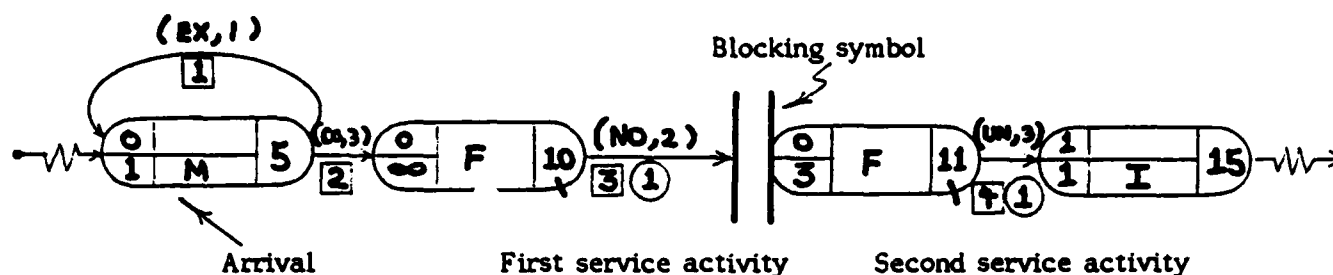 (EX,1)
1
Blocking symbol
0
1 M 5
(CO,3)
2
0
∞ F 10
(NO,2)
3 1
0
3 F 11
(UN,3)
4 1
1
1 I 15
Arrival First service activity Second service activity